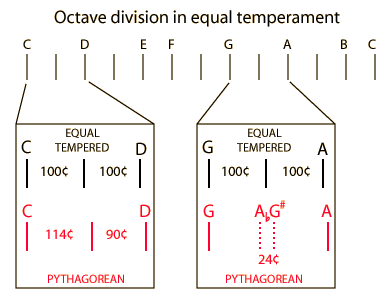 Octave division in equal temperament
C D E F G A B C
EQUAL
TEMPERED
C D
100¢ 100¢
C D
114¢ 90¢
PYTHAGOREAN
EQUAL
TEMPERED
G A
100¢ 100¢
G A♭ G# A
24¢
PYTHAGOREAN